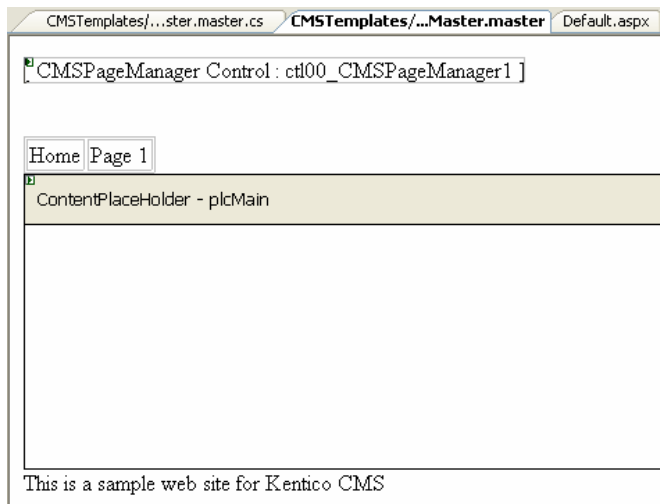 CMSTemplates/...ster.master.cs CMSTemplates/...Master.master Default.aspx
[ CMSPageManager Control : ctl00_CMSPageManager1 ]
Home Page 1
ContentPlaceHolder - plcMain
This is a sample web site for Kentico CMS